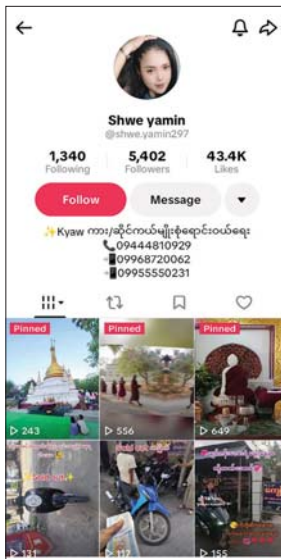 Shwe yamin
@shwe.yamin297
1,340 5,402 43.4K
Following Followers Likes
Follow Message
✨Kyaw ကား/ဆိုင်ကယ်မျိုးစုံရောင်းဝယ်ရေး
📞09444810929
📲09968720062
📲09955550231
Pinned Pinned Pinned
243 556 649
131 117 155